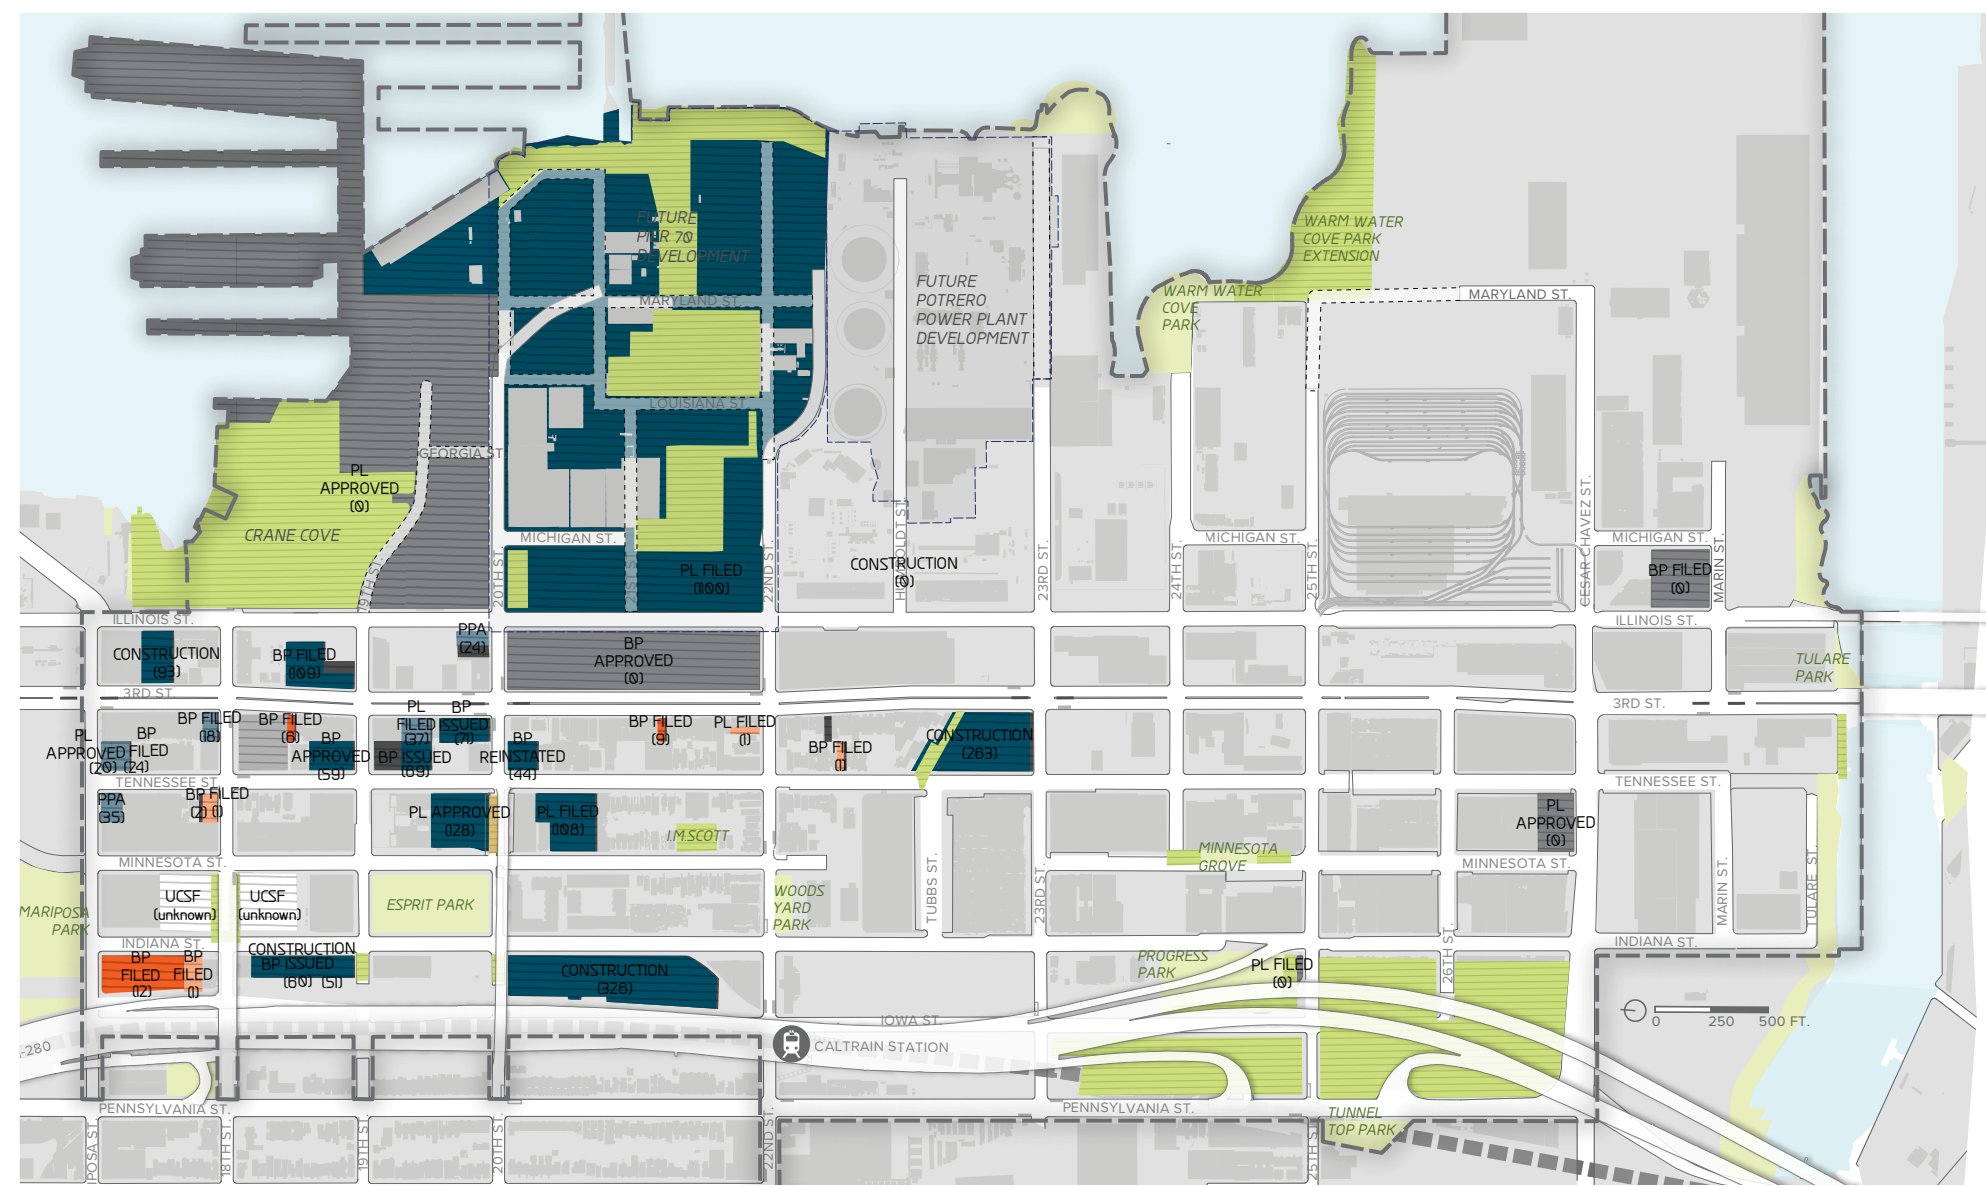 FUTURE
PIER 70
DEVELOPMENT
MARYLAND ST.
FUTURE
POTRERO
POWER PLANT
DEVELOPMENT
WARM WATER
COVE PARK
EXTENSION
WARM WATER
COVE
PARK
MARYLAND ST.
LOUISIANA ST.
GEORGIA ST.
PL
APPROVED
(0)
CRANE COVE
19TH ST.
20TH ST.
MICHIGAN ST.
21ST ST.
PL FILED
(1100)
22ND ST.
HUMBOLDT ST.
CONSTRUCTION
(0)
23RD ST.
24TH ST.
MICHIGAN ST.
25TH ST.
CESAR CHAVEZ ST.
MICHIGAN ST.
BP FILED
(0)
MARIN ST.
ILLINOIS ST.
ILLINOIS ST.
CONSTRUCTION
(93)
BP FILED
(109)
PPA
(24)
BP
APPROVED
(0)
TULARE
PARK
3RD ST.
3RD ST.
PL
APPROVED
(20)
BP
FILED
(24)
BP FILED
(18)
BP FILED
(6)
BP
APPROVED
(59)
PL
FILED
(37)
BP
ISSUED
(71)
BP ISSUED
(69)
BP
REINSTATED
(44)
BP FILED
(9)
PL FILED
(1)
BP FILED
(1)
CONSTRUCTION
(263)
TENNESSEE ST.
TENNESSEE ST.
PPA
(35)
BP FILED
(2) (1)
PL APPROVED
(128)
PL FILED
(108)
I.M.SCOTT
PL
APPROVED
(0)
MINNESOTA ST.
MINNESOTA
GROVE
MINNESOTA ST.
MARIPOSA
PARK
UCSF
(unknown)
UCSF
(unknown)
ESPRIT PARK
WOODS
YARD
PARK
TUBBS ST.
23RD ST.
MARIN ST.
TULARE ST.
INDIANA ST.
INDIANA ST.
BP
FILED
(12)
BP
FILED
(1)
CONSTRUCTION
BP ISSUED
(60) (51)
CONSTRUCTION
(326)
PROGRESS
PARK
PL FILED
(0)
26TH ST.
IOWA ST.
0 250 500 FT.
I-280
CALTRAIN STATION
PENNSYLVANIA ST.
PENNSYLVANIA ST.
TUNNEL
TOP PARK
IPOSA ST.
18TH ST.
19TH ST.
20TH ST.
22ND ST.
25TH ST.